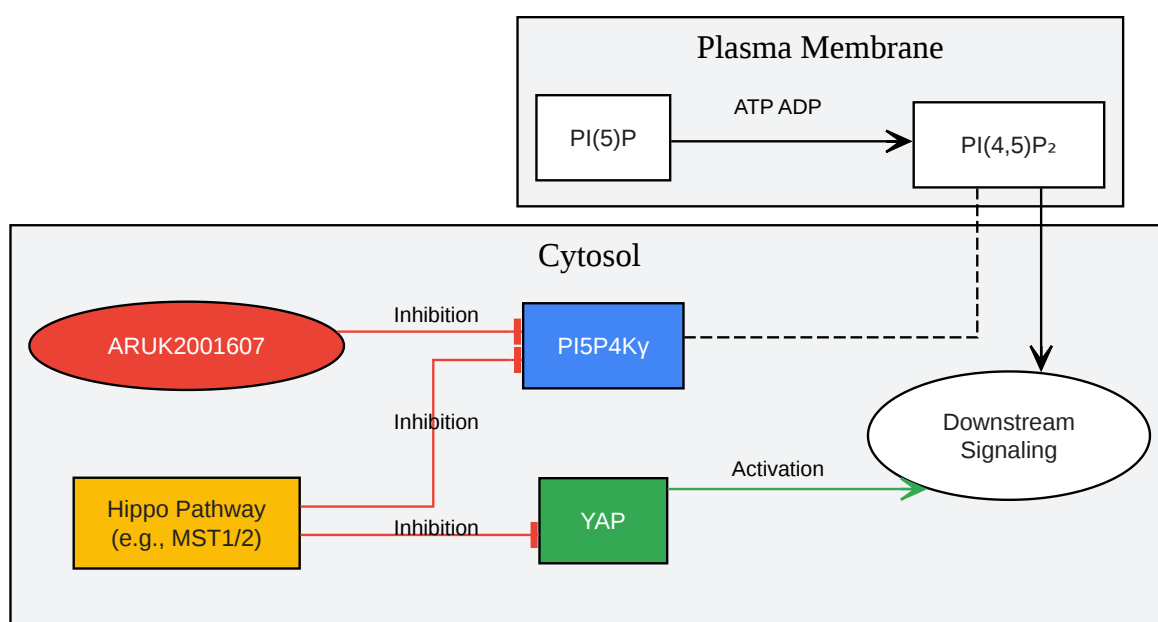 Plasma Membrane
ATP ADP
PI(5)P
PI(4,5)P₂
Cytosol
Inhibition
ARUK2001607
PI5P4Kγ
Inhibition
Downstream
Signaling
Activation
Hippo Pathway
(e.g., MST1/2)
Inhibition
YAP